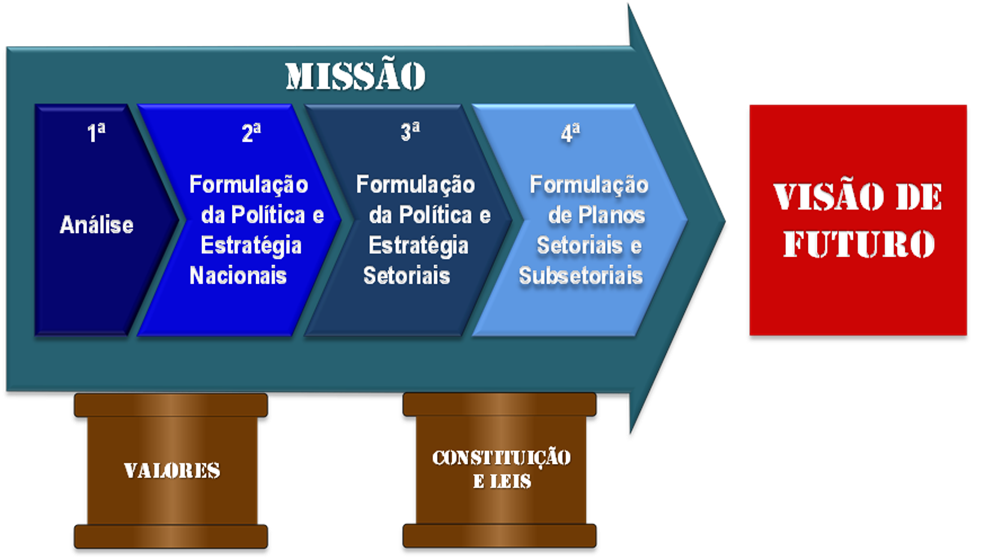 MISSÃO
1ª
Análise
2ª
Formulação
da Política e
Estratégia
Nacionais
3ª
Formulação
da Política e
Estratégia
Setoriais
4ª
Formulação
de Planos
Setoriais e
Subsetoriais
VISÃO DE
FUTURO
VALORES
CONSTITUIÇÃO
E LEIS